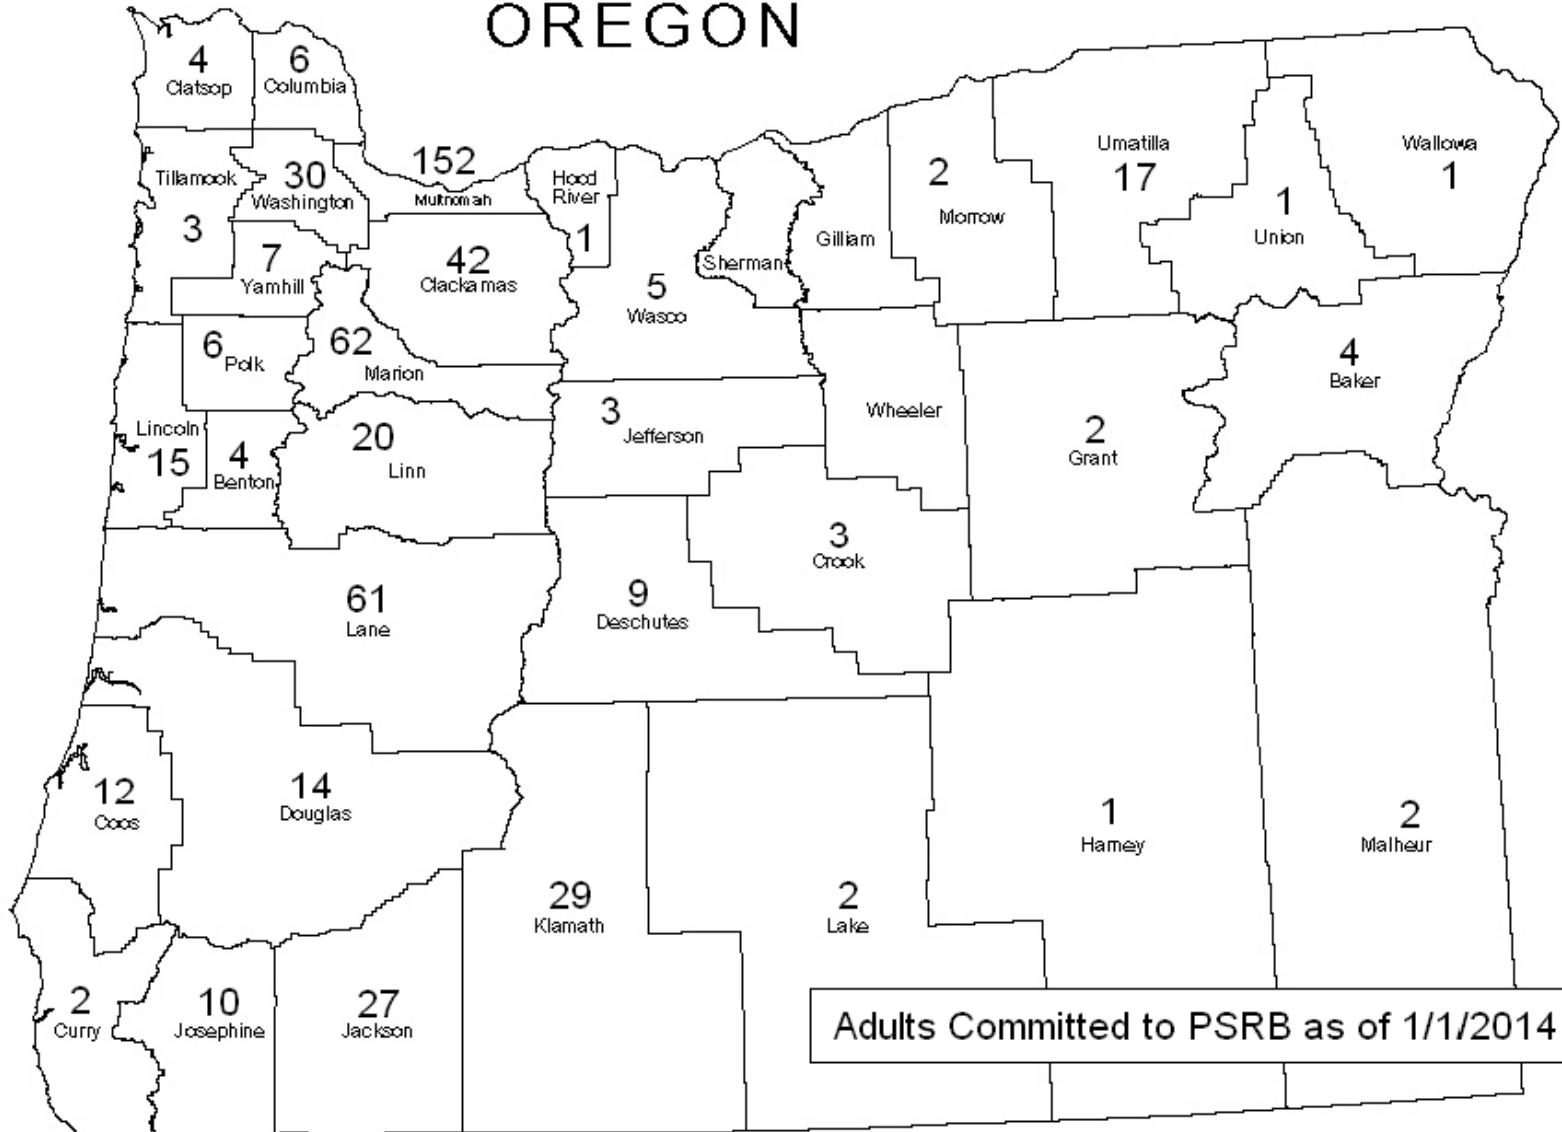 OREGON
4
Clatsop
6
Columbia
Tillamook
3
30
Washington
152
Multnomah
Hood
River
1
7
Yamhill
42
Clackamas
5
Wasco
Sherman
Gilliam
2
Morrow
Umatilla
17
1
Union
Wallowa
1
6 Polk
62
Marion
4
Baker
Lincoln
15
4
Benton
20
Linn
3
Jefferson
Wheeler
2
Grant
3
Crook
61
Lane
9
Deschutes
12
Coos
14
Douglas
1
Harney
2
Malheur
29
Klamath
2
Lake
2
Curry
10
Josephine
27
Jackson
Adults Committed to PSRB as of 1/1/2014